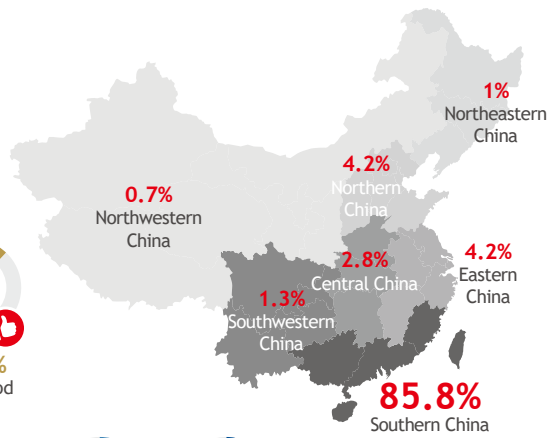 1%
Northeastern
China
4.2%
Northern
China
0.7%
Northwestern
China
4.2%
Eastern
China
2.8%
Central China
1.3%
Southwestern
China
85.8%
Southern China
%
od